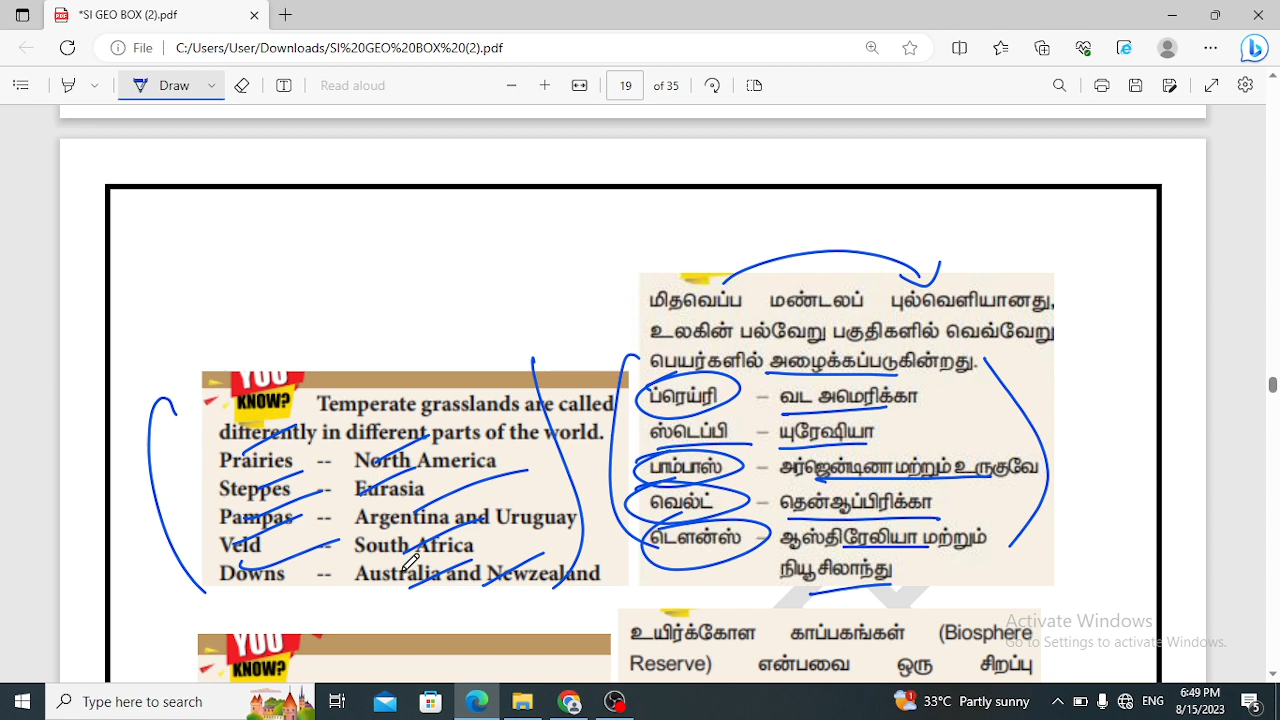 *SI GEO BOX (2).pdf
File
C:/Users/User/Downloads/SI%20GEO%20BOX%20(2).pdf
Draw
Read aloud
19
of 35
மிதவெப்ப மண்டலப் புல்வெளியானது,
உலகின் பல்வேறு பகுதிகளில் வெவ்வேறு
பெயர்களில் அழைக்கப்படுகின்றது.
ப்ரெய்ரி – வட அமெரிக்கா
ஸ்டெப்பி – யுரேஷியா
பாம்பாஸ் – அர்ஜென்டினா மற்றும் உருகுவே
வெல்ட் – தென்ஆப்பிரிக்கா
டௌன்ஸ் – ஆஸ்திரேலியா மற்றும்
நியூசிலாந்து
YOU
KNOW?
Temperate grasslands are called
differently in different parts of the world.
Prairies -- North America
Steppes -- Eurasia
Pampas -- Argentina and Uruguay
Veld -- South Africa
Downs -- Australia and Newzealand
YOU
KNOW?
உயிர்க்கோள காப்பகங்கள் (Biosphere
Reserve) என்பவை ஒரு சிறப்பு
Activate Windows
Go to Settings to activate Windows.
Type here to search
33°C Partly sunny
ENG
6:49 PM
8/15/2023